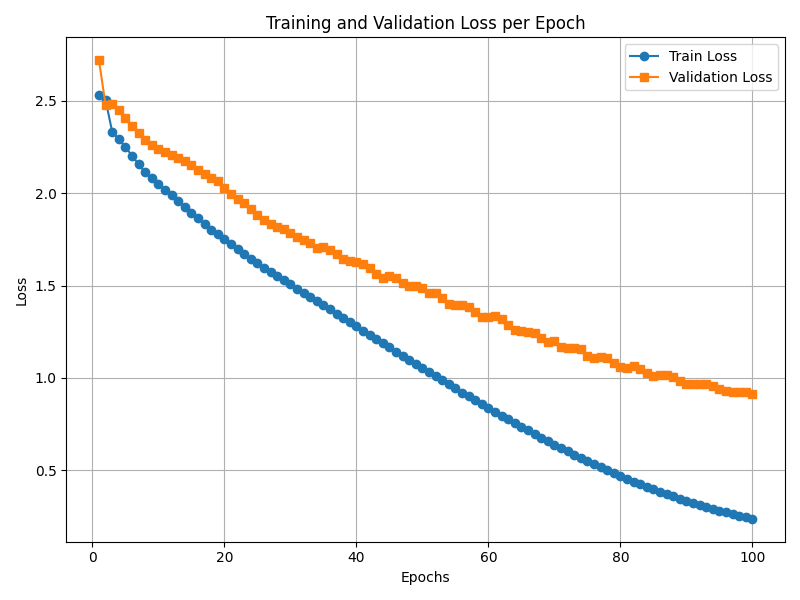 Training and Validation Loss per Epoch
Train Loss
Validation Loss
2.5
2.0
1.5
1.0
0.5
Loss
0 20 40 60 80 100
Epochs